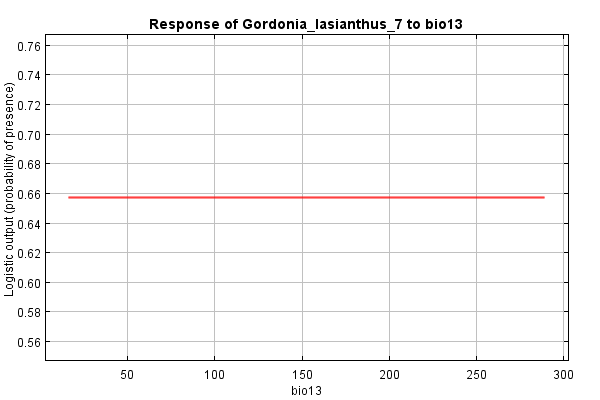 Response of Gordonia_lasianthus_7 to bio13
Logistic output (probability of presence)
0.76
0.74
0.72
0.70
0.68
0.66
0.64
0.62
0.60
0.58
0.56
50 100 150 200 250 300
bio13